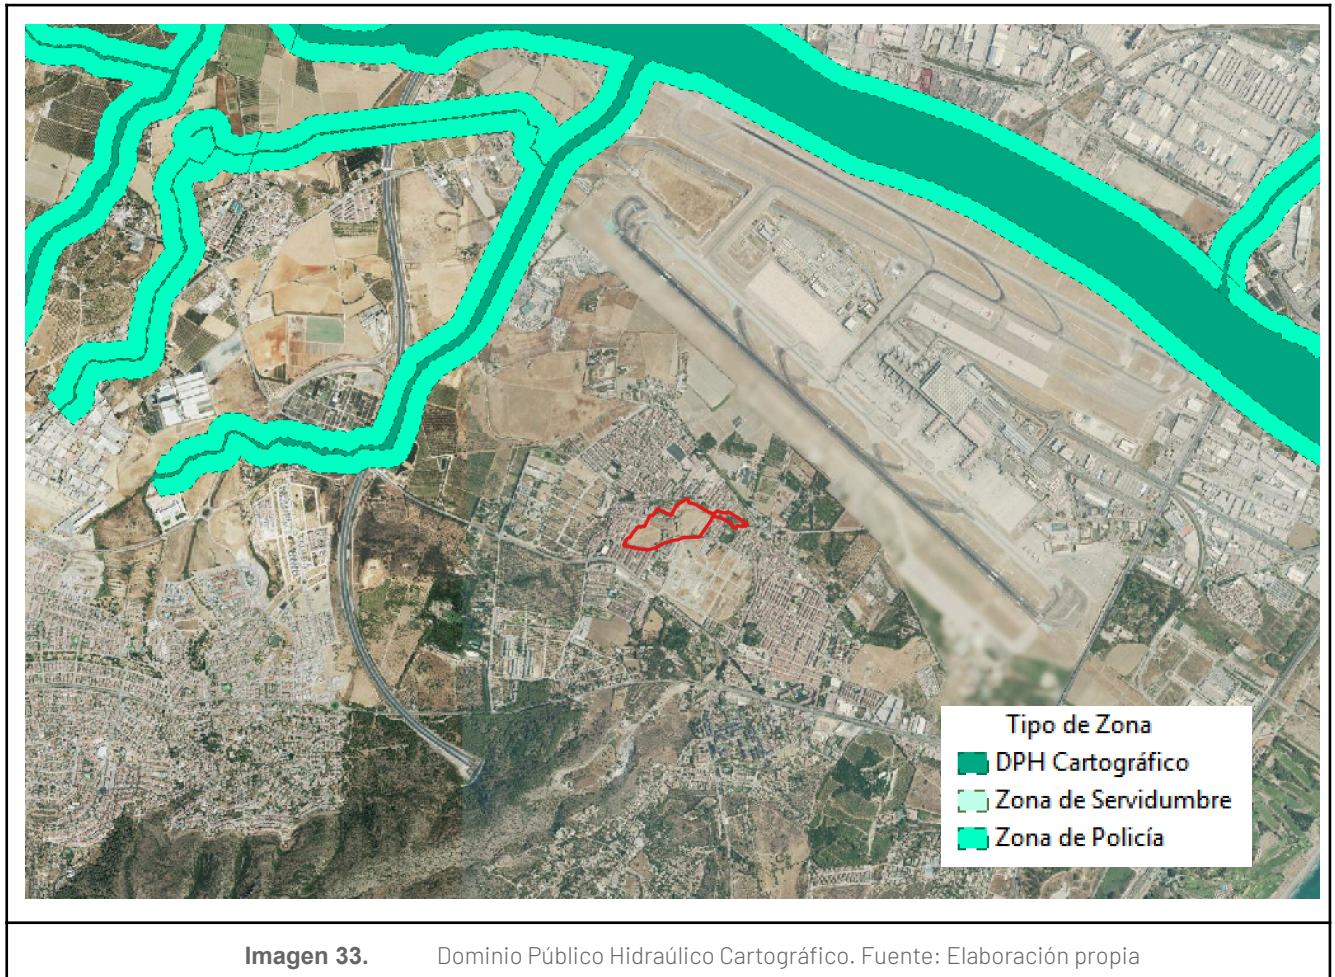 Tipo de Zona
DPH Cartográfico
Zona de Servidumbre
Zona de Policía
Imagen 33. Dominio Público Hidraúlico Cartográfico. Fuente: Elaboración propia